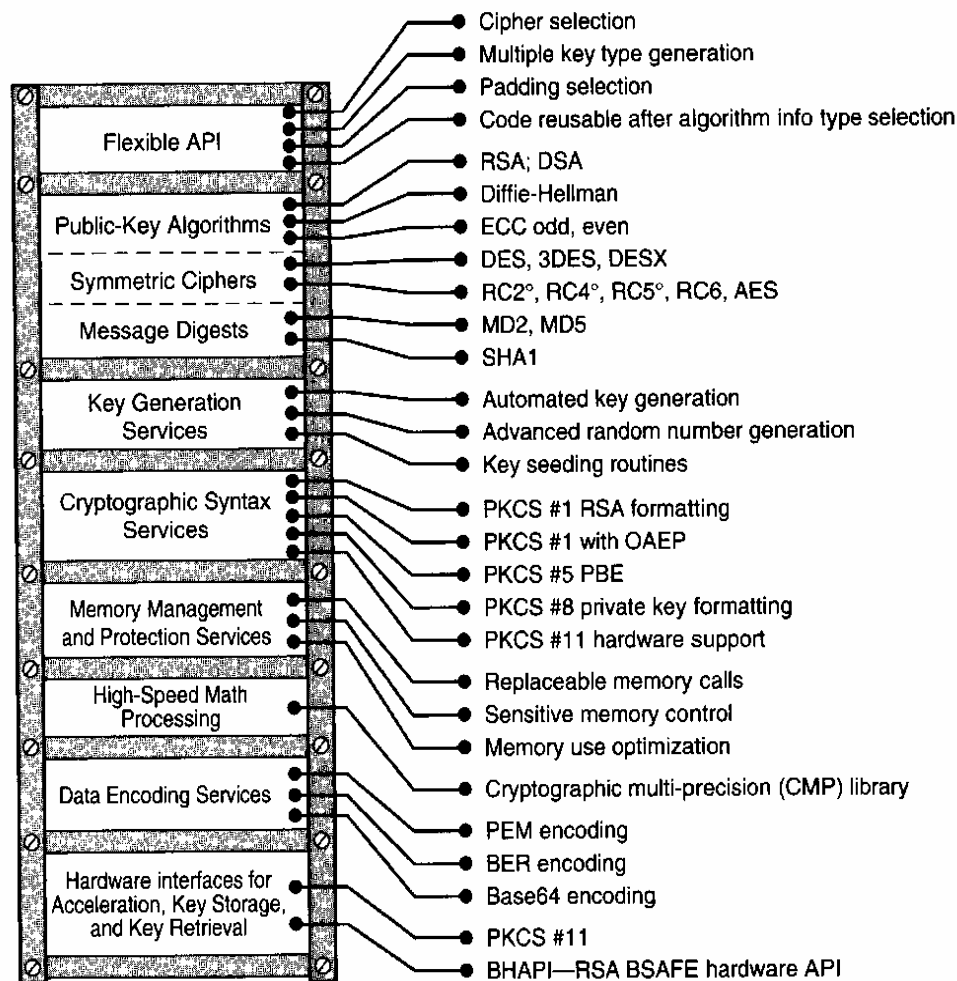 Cipher selection
Multiple key type generation
Padding selection
Code reusable after algorithm info type selection
Flexible API
RSA; DSA
Diffie-Hellman
ECC odd, even
Public-Key Algorithms
DES, 3DES, DESX
RC2°, RC4°, RC5°, RC6, AES
Symmetric Ciphers
MD2, MD5
SHA1
Message Digests
Automated key generation
Advanced random number generation
Key seeding routines
Key Generation
Services
PKCS #1 RSA formatting
PKCS #1 with OAEP
PKCS #5 PBE
PKCS #8 private key formatting
PKCS #11 hardware support
Cryptographic Syntax
Services
Replaceable memory calls
Sensitive memory control
Memory use optimization
Memory Management
and Protection Services
Cryptographic multi-precision (CMP) library
High-Speed Math
Processing
PEM encoding
BER encoding
Base64 encoding
Data Encoding Services
PKCS #11
BHAPI—RSA BSAFE hardware API
Hardware interfaces for
Acceleration, Key Storage,
and Key Retrieval